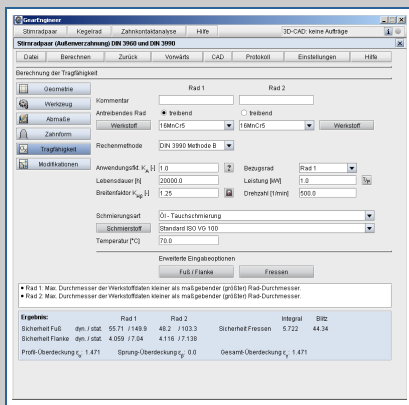 GearEngineer
Stirnradpaar Kegelrad Zahnkontaktanalyse Hilfe 3D-CAD: keine Aufträge
Stirnradpaar (Außenverzahnung) DIN 3960 und DIN 3990
Datei Berechnen Zurück Vorwärts CAD Protokoll Einstellungen Hilfe
Berechnung der Tragfähigkeit
Geometrie
Werkzeug
Abmaße
Zahnform
Tragfähigkeit
Modifikationen
Rad 1 Rad 2
Kommentar
Antreibendes Rad treibend treibend
Werkstoff 16MnCr5 16MnCr5 Werkstoff
Rechenmethode DIN 3990 Methode B
Anwendungsfkt. KA [-] 1.0 ? Bezugsrad Rad 1
Lebensdauer [h] 20000.0 Leistung [kW] 1.0
Breitenfaktor KHβ [-] 1.25 Drehzahl [1/min] 500.0
Schmierungsart Öl - Tauchschmierung
Schmierstoff Standard ISO VG 100
Temperatur [°C] 70.0
Erweiterte Eingabeoptionen
Fuß / Flanke Fressen
• Rad 1: Max. Durchmesser der Werkstoffdaten kleiner als maßgebender (größter) Rad-Durchmesser.
• Rad 2: Max. Durchmesser der Werkstoffdaten kleiner als maßgebender (größter) Rad-Durchmesser.
Ergebnis: Rad 1 Rad 2 Integral Blitz
Sicherheit Fuß dyn. / stat. 55.71 / 149.9 48.2 / 103.3 Sicherheit Fressen 5.722 44.34
Sicherheit Flanke dyn. / stat. 4.059 / 7.04 4.116 / 7.138
Profil-Überdeckung εα: 1.471 Sprung-Überdeckung εβ: 0.0 Gesamt-Überdeckung εγ: 1.471